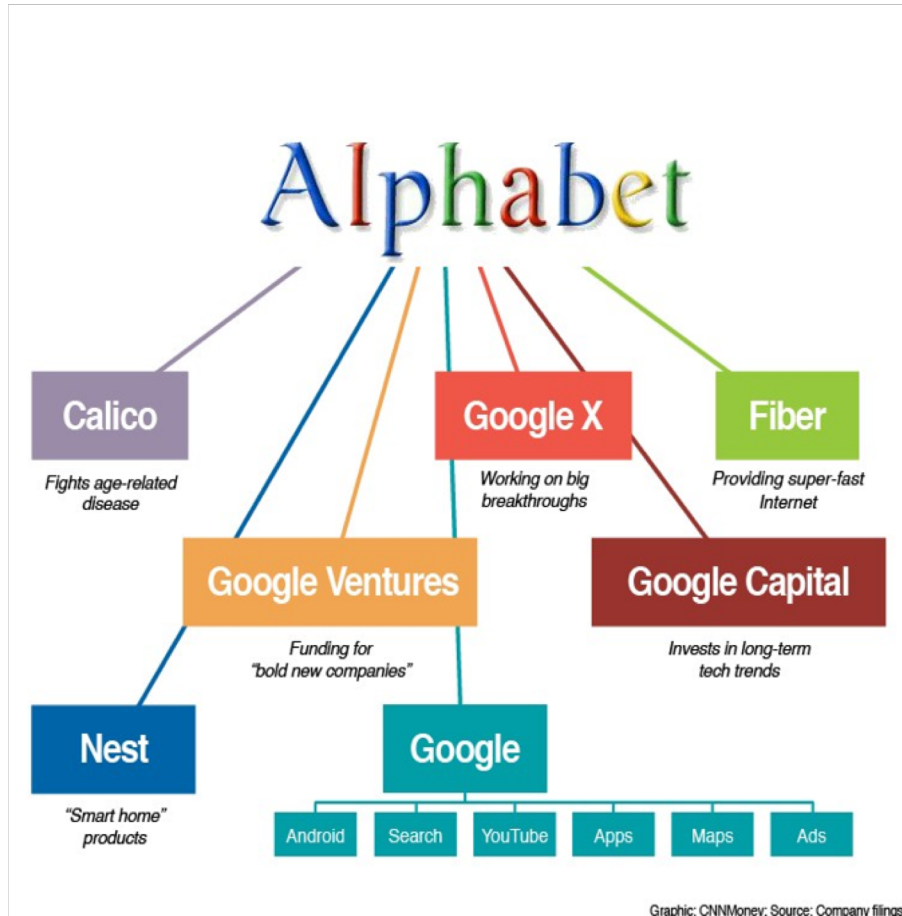 Alphabet
Calico
Fights age-related
disease
Google X
Working on big
breakthroughs
Fiber
Providing super-fast
Internet
Google Ventures
Funding for
“bold new companies”
Google Capital
Invests in long-term
tech trends
Nest
“Smart home”
products
Google
Android
Search
YouTube
Apps
Maps
Ads
Graphic: CNNMoney; Source: Company filings